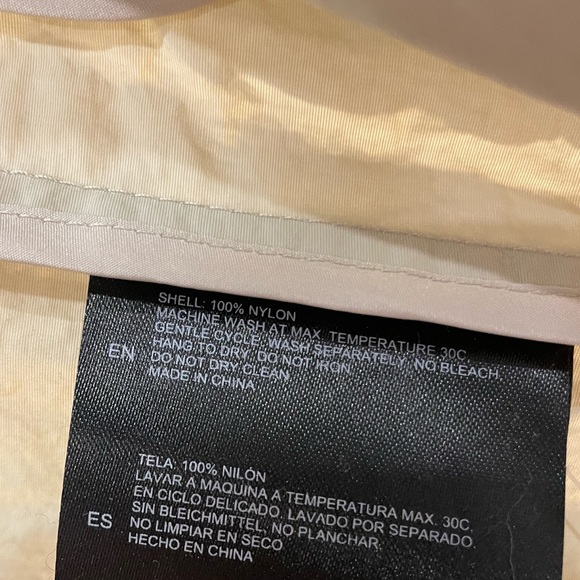 SHELL: 100% NYLON
MACHINE WASH AT MAX. TEMPERATURE 30C.
GENTLE CYCLE. WASH SEPARATELY. NO BLEACH.
EN HANG TO DRY. DO NOT IRON.
DO NOT DRY CLEAN
MADE IN CHINA
TELA: 100% NILÓN
LAVAR A MAQUINA A TEMPERATURA MAX. 30C.
EN CICLO DELICADO. LAVADO POR SEPARADO.
ES SIN BLEICHMITTEL. NO PLANCHAR.
NO LIMPIAR EN SECO
HECHO EN CHINA